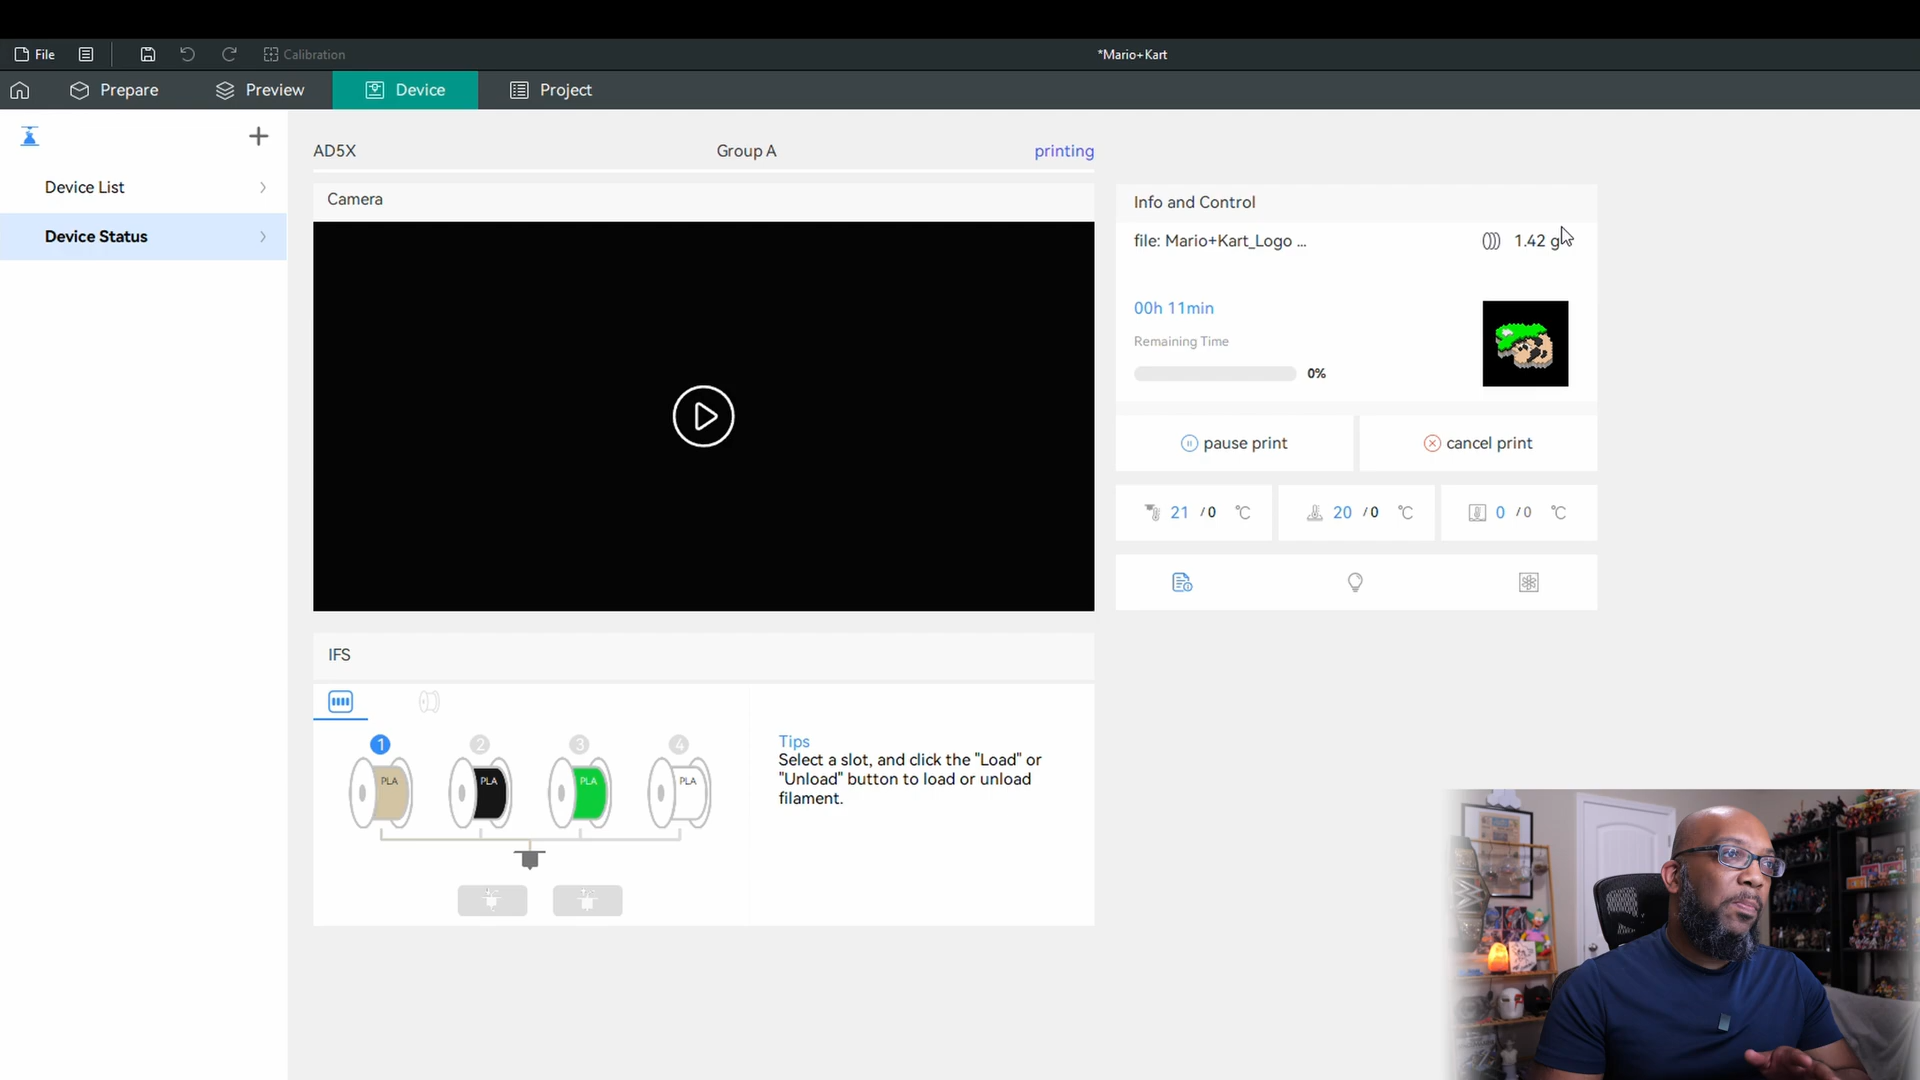 File
Calibration
*Mario+Kart
Prepare
Preview
Device
Project
Device List
Device Status
AD5X
Group A
printing
Camera
Info and Control
file: Mario+Kart_Logo ...
1.42 g
00h 11min
Remaining Time
0%
pause print
cancel print
21 /0 °C
20 /0 °C
0 /0 °C
IFS
1
2
3
4
PLA
PLA
PLA
PLA
Tips
Select a slot, and click the "Load" or
"Unload" button to load or unload
filament.